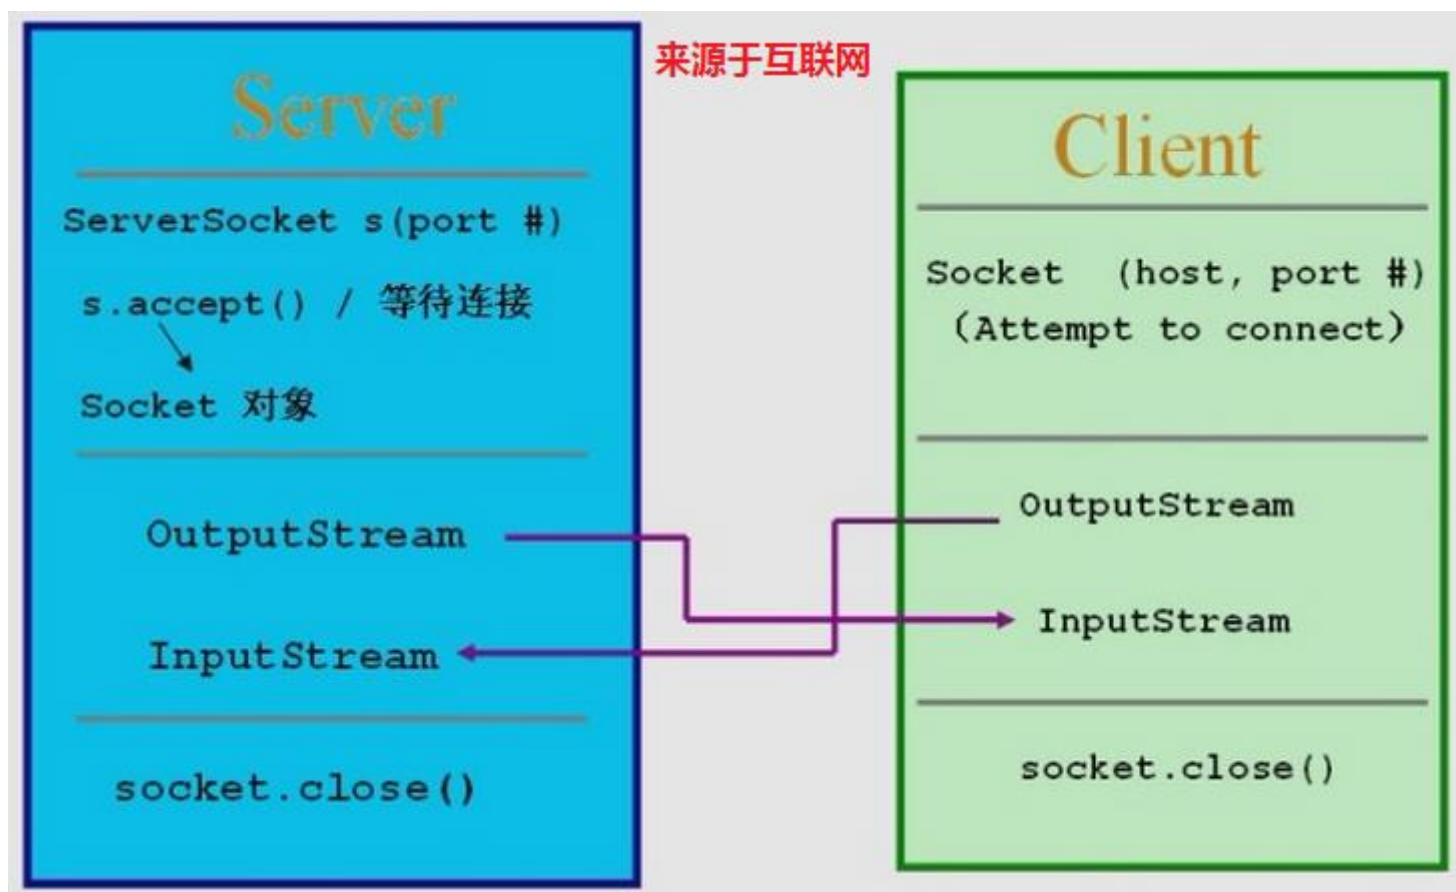 来源于互联网
Server
ServerSocket s(port #)
s.accept() / 等待连接
Socket 对象
OutputStream
InputStream
socket.close()
Client
Socket (host, port #)
(Attempt to connect)
OutputStream
InputStream
socket.close()